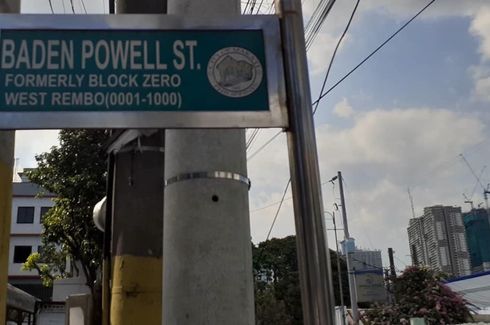 BADEN POWELL ST.
FORMERLY BLOCK ZERO
WEST REMBO(0001-1000)